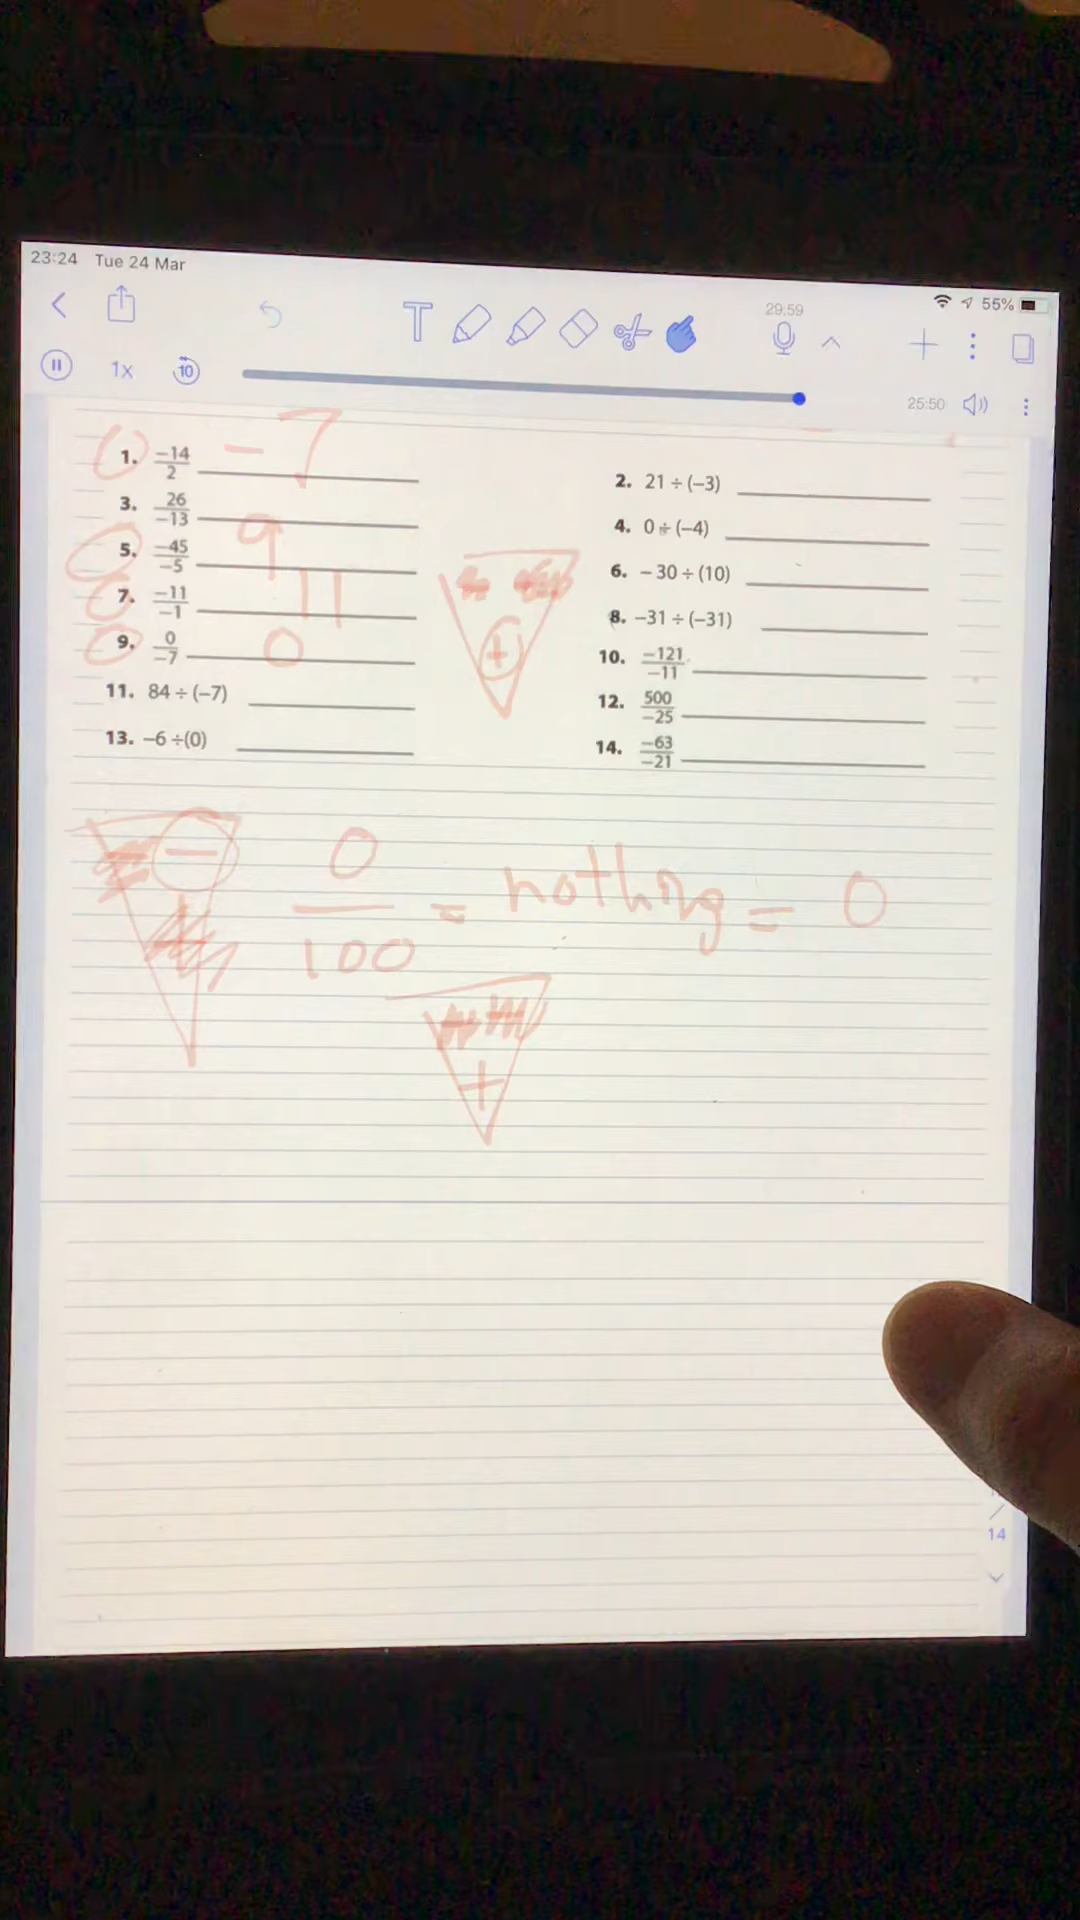 23:24 Tue 24 Mar
55%
29:59
T
1x
10
25:50
1. -14/2 -7
2. 21 ÷ (-3)
3. 26/-13
4. 0 ÷ (-4)
5. -45/-5 9
6. - 30 ÷ (10)
7. -11/-1 11
8. -31 ÷ (-31)
9. 0/-7 0
10. -121/-11
11. 84 ÷ (-7)
12. 500/-25
13. -6 ÷(0)
14. -63/-21
+
-
0/100 = nothing = 0
+
/
14